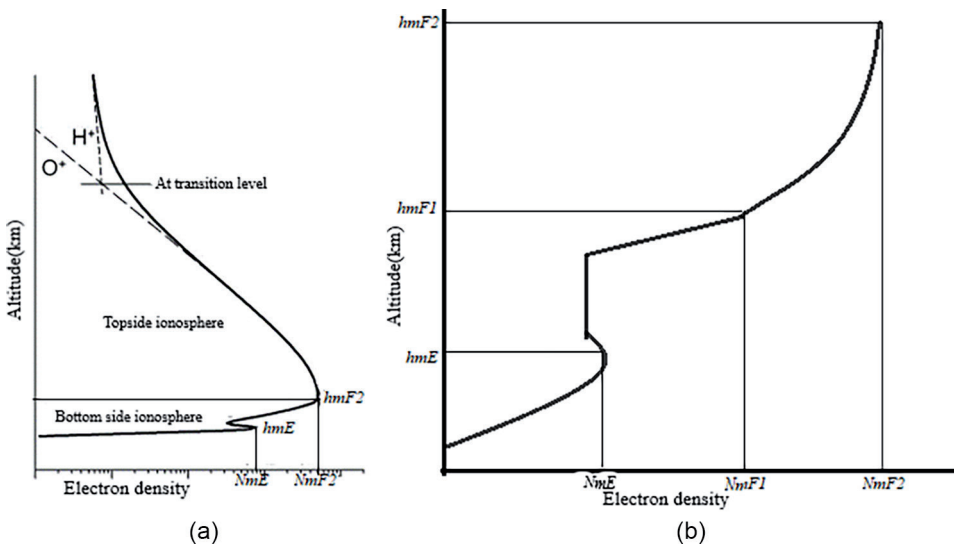 Altitude(km)
H+
O+
At transition level
Topside ionosphere
hmF2
Bottom side ionosphere
hmE
NmE
NmF2
Electron density
(a)
Altitude(km)
hmF2
hmF1
hmE
NmE
NmF1
NmF2
Electron density
(b)